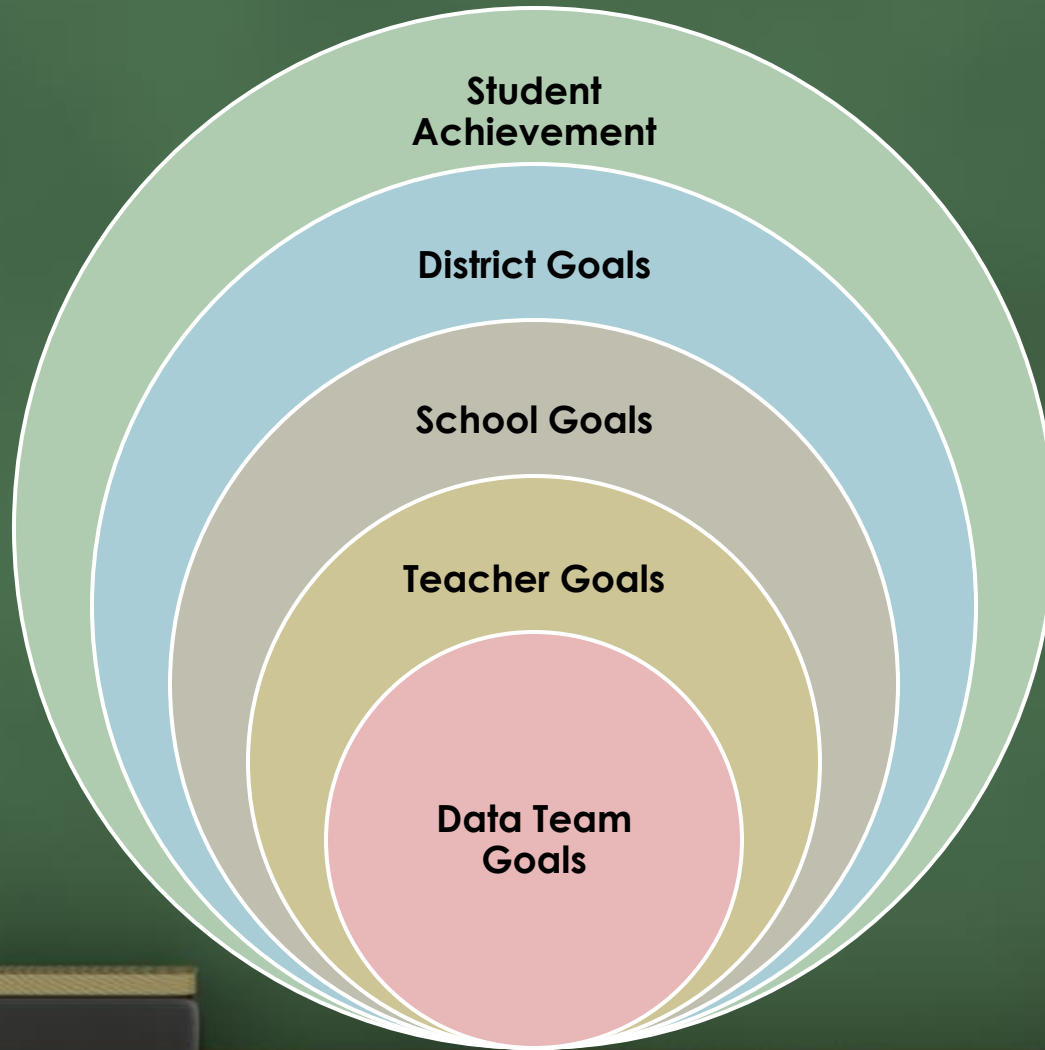 Student
Achievement
District Goals
School Goals
Teacher Goals
Data Team
Goals